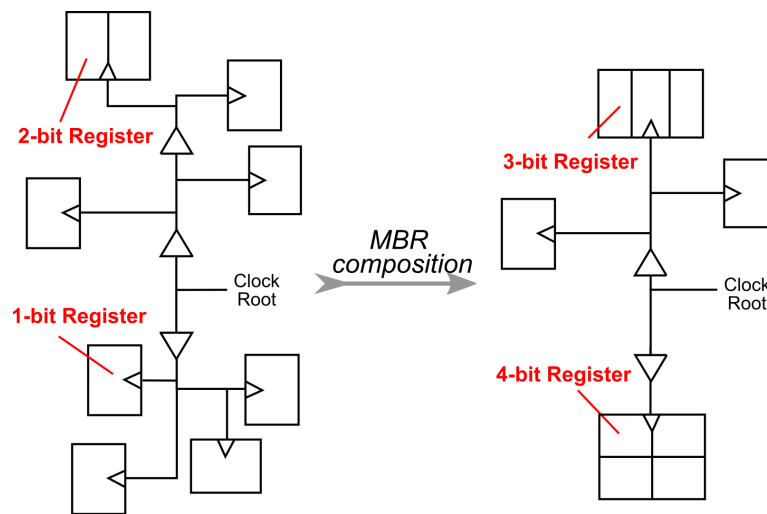 2-bit Register
3-bit Register
MBR
composition
Clock
Root
Clock
Root
1-bit Register
4-bit Register